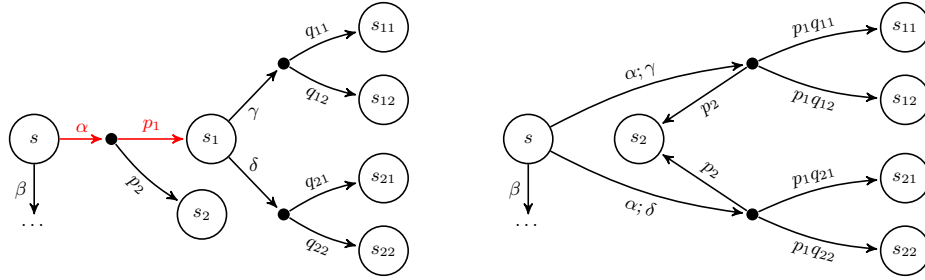 s
α
p₁
p₂
β
...
s₁
s₂
γ
δ
q₁₁
q₁₂
q₂₁
q₂₂
s₁₁
s₁₂
s₂₁
s₂₂
s
α; γ
α; δ
β
...
s₂
p₂
p₂
p₁q₁₁
p₁q₁₂
p₁q₂₁
p₁q₂₂
s₁₁
s₁₂
s₂₁
s₂₂